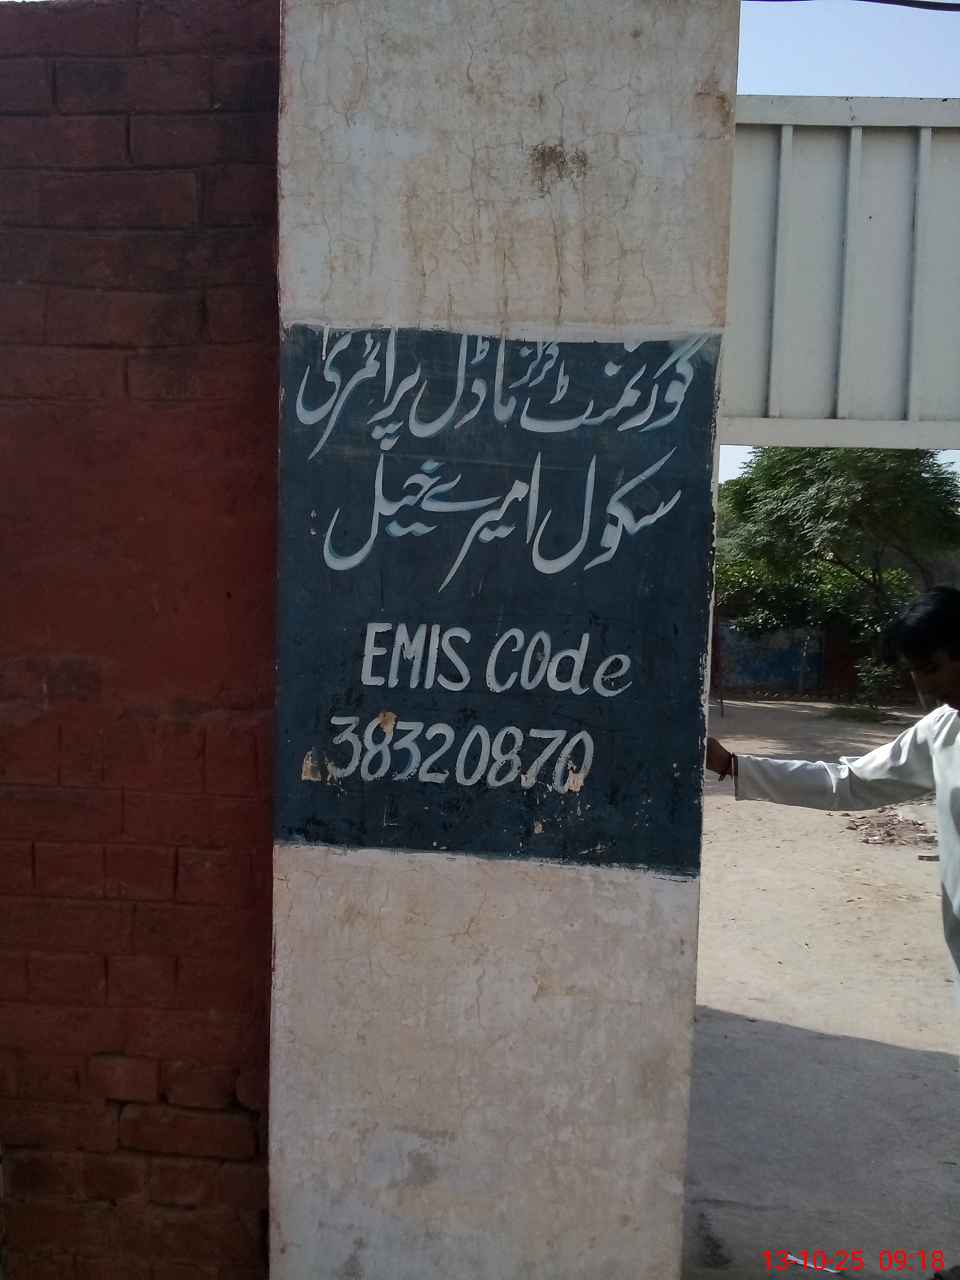 گورنمنٹ گرلز ماڈل پرائمری
سکول امیرے خیل
EMIS COde
38320870
13-10-25 09:18